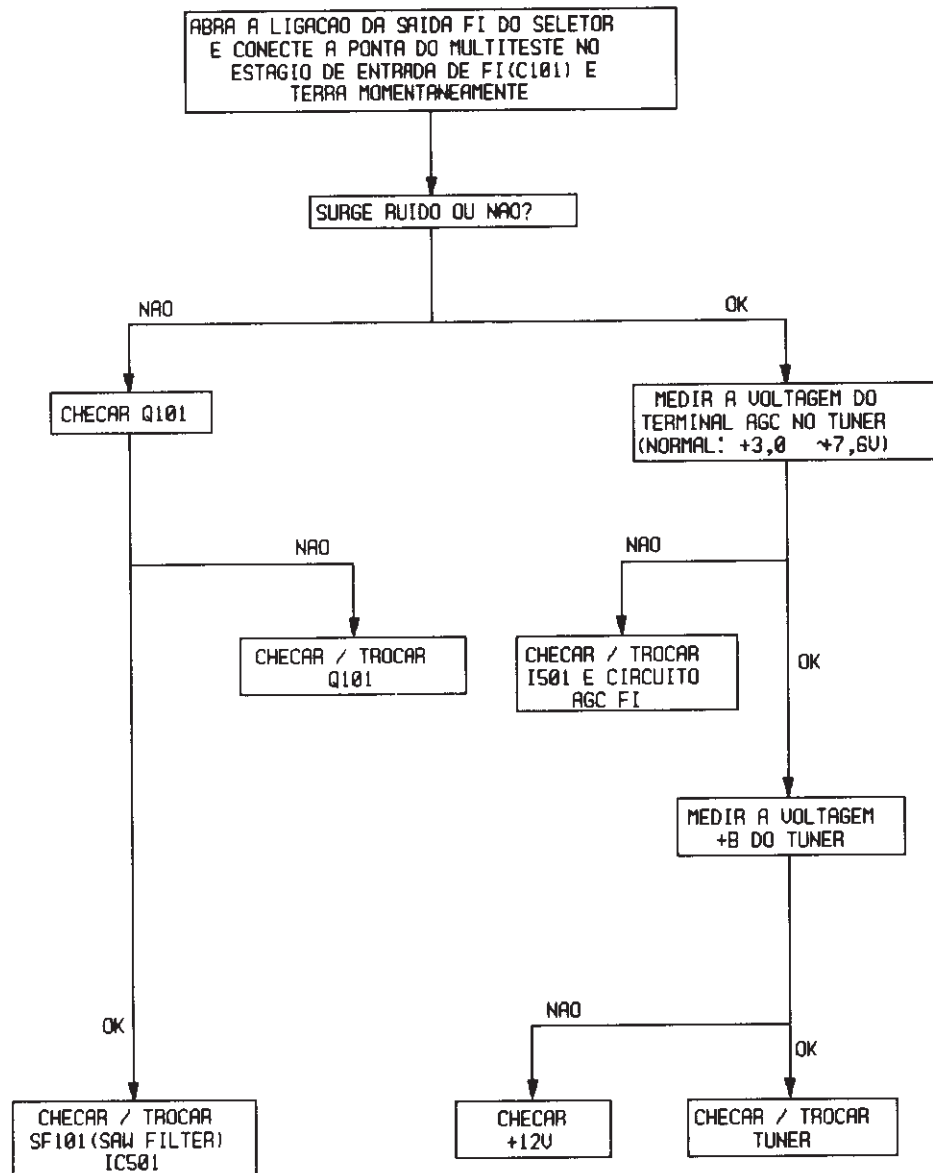 ABRA A LIGACAO DA SAIDA FI DO SELETOR
E CONECTE A PONTA DO MULTITESTE NO
ESTAGIO DE ENTRADA DE FI(C101) E
TERRA MOMENTANEAMENTE
SURGE RUIDO OU NAO?
NAO
OK
CHECAR Q101
MEDIR A VOLTAGEM DO
TERMINAL AGC NO TUNER
(NORMAL: +3,0 ~+7,6V)
NAO
NAO
OK
CHECAR / TROCAR
Q101
CHECAR / TROCAR
I501 E CIRCUITO
AGC FI
MEDIR A VOLTAGEM
+B DO TUNER
OK
NAO
OK
CHECAR / TROCAR
SF101(SAW FILTER)
IC501
CHECAR
+12V
CHECAR / TROCAR
TUNER